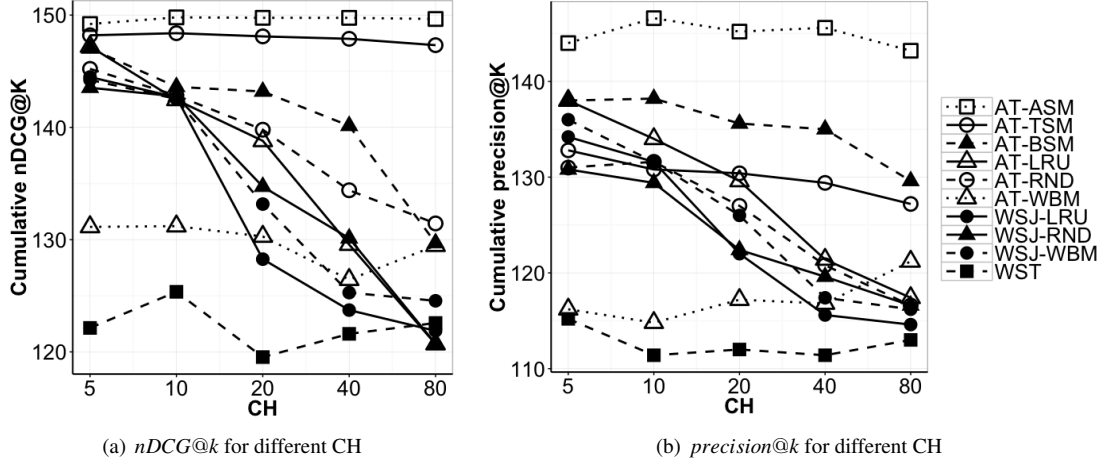 150
140
130
120
Cumulative nDCG@K
5 10 20 40 80
CH
(a) nDCG@k for different CH
140
130
120
110
Cumulative precision@K
5 10 20 40 80
CH
(b) precision@k for different CH
AT-ASM
AT-TSM
AT-BSM
AT-LRU
AT-RND
AT-WBM
WSJ-LRU
WSJ-RND
WSJ-WBM
WST